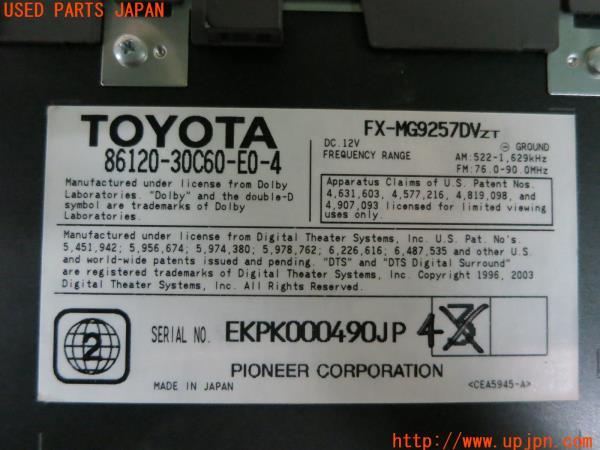 USED PARTS JAPAN
TOYOTA
86120-30C60-E0-4
FX-MG9257DVZT
DC.12V
⊖ GROUND
FREQUENCY RANGE
AM:522-1,629kHz
FM:76.0-90.0MHz
Manufactured under license from Dolby
Laboratories. "Dolby" and the double-D
symbol are trademarks of Dolby
Laboratories.
Apparatus Claims of U.S. Patent Nos.
4,631,603, 4,577,216, 4,819,098, and
4,907,093 licensed for limited viewing
uses only.
Manufactured under license from Digital Theater Systems, Inc. U.S. Pat. No's.
5,451,942; 5,956,674; 5,974,380; 5,978,762; 6,226,616; 6,487,535 and other U.S.
and world-wide patents issued and pending. "DTS" and "DTS Digital Surround"
are registered trademarks of Digital Theater Systems, Inc. Copyright 1996, 2003
Digital Theater Systems, Inc. All Rights Reserved.
2
SERIAL NO. EKPK000490JP 4
PIONEER CORPORATION
MADE IN JAPAN
<CEA5945-A>
http://www.upjpn.com